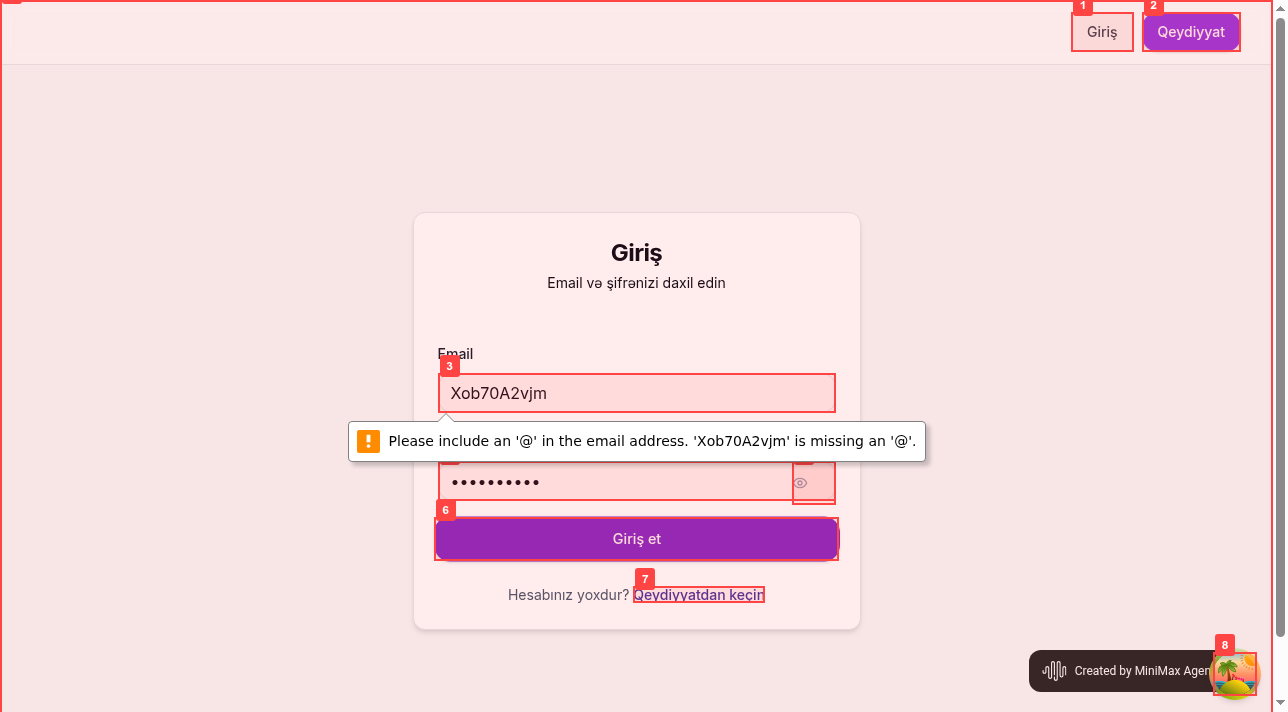 1
2
Giriş
Qeydiyyat
Giriş
Email və şifrənizi daxil edin
Email
3
Xob70A2vjm
Please include an '@' in the email address. 'Xob70A2vjm' is missing an '@'.
••••••••••
6
Giriş et
7
Hesabınız yoxdur? Qeydiyyatdan keçin
8
Created by MiniMax Agen